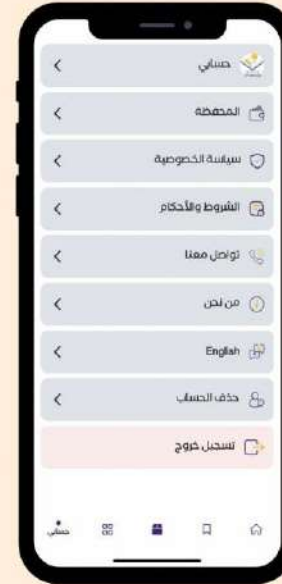 حسابي
المحفظة
سياسة الخصوصية
الشروط والأحكام
تواصل معنا
من نحن
English
حذف الحساب
تسجيل خروج
حسابي